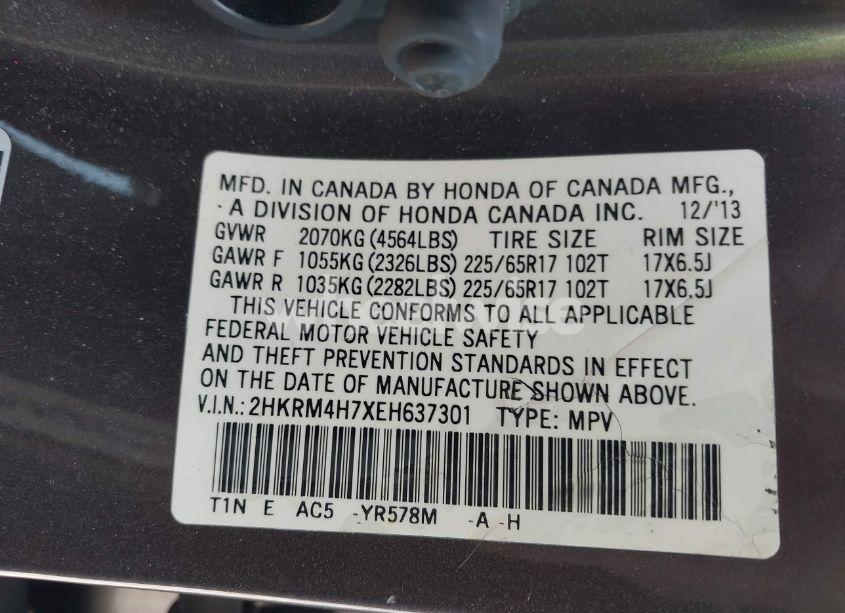 MFD. IN CANADA BY HONDA OF CANADA MFG.,
A DIVISION OF HONDA CANADA INC. 12/'13
GVWR 2070KG (4564LBS) TIRE SIZE RIM SIZE
GAWR F 1055KG (2326LBS) 225/65R17 102T 17X6.5J
GAWR R 1035KG (2282LBS) 225/65R17 102T 17X6.5J
THIS VEHICLE CONFORMS TO ALL APPLICABLE
FEDERAL MOTOR VEHICLE SAFETY
AND THEFT PREVENTION STANDARDS IN EFFECT
ON THE DATE OF MANUFACTURE SHOWN ABOVE.
V.I.N.: 2HKRM4H7XEH637301 TYPE: MPV
T1N E AC5 -YR578M -A -H